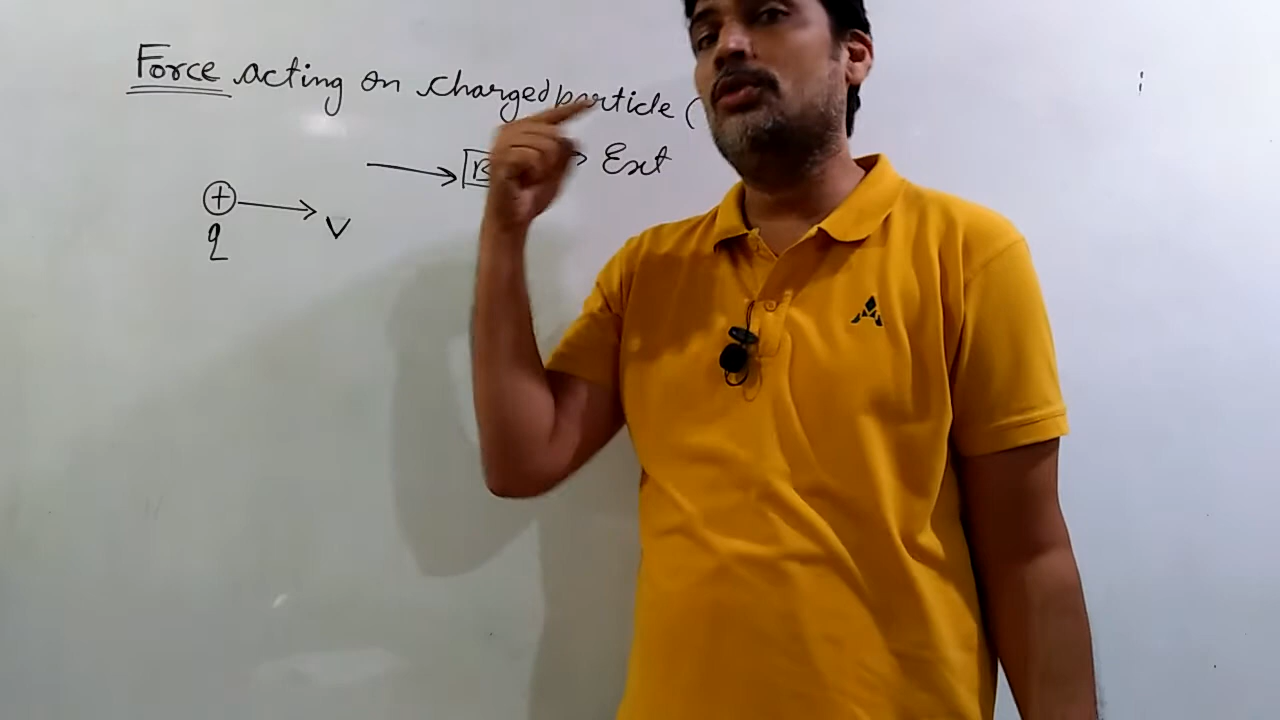 Force acting on charged particle (
B → Ext
+ → V
q